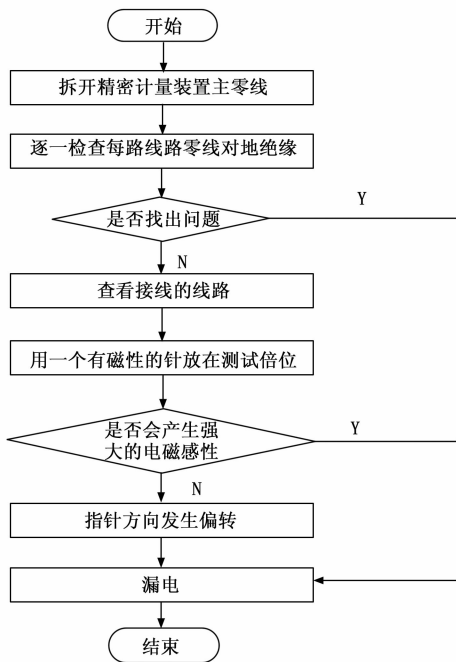 开始
拆开精密计量装置主零线
逐一检查每路线路零线对地绝缘
是否找出问题
Y
N
查看接线的线路
用一个有磁性的针放在测试倍位
是否会产生强
大的电磁感性
Y
N
指针方向发生偏转
漏电
结束